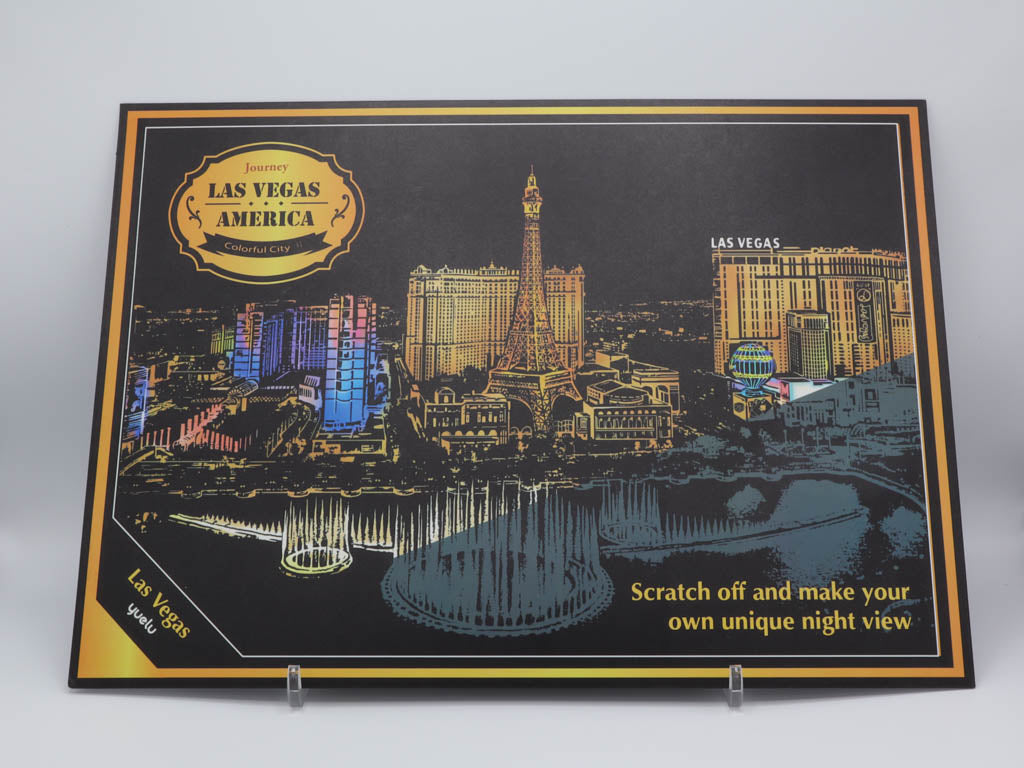 Journey
LAS VEGAS
AMERICA
Colorful City
LAS VEGAS
planet
Las Vegas
yuelu
Scratch off and make your
own unique night view